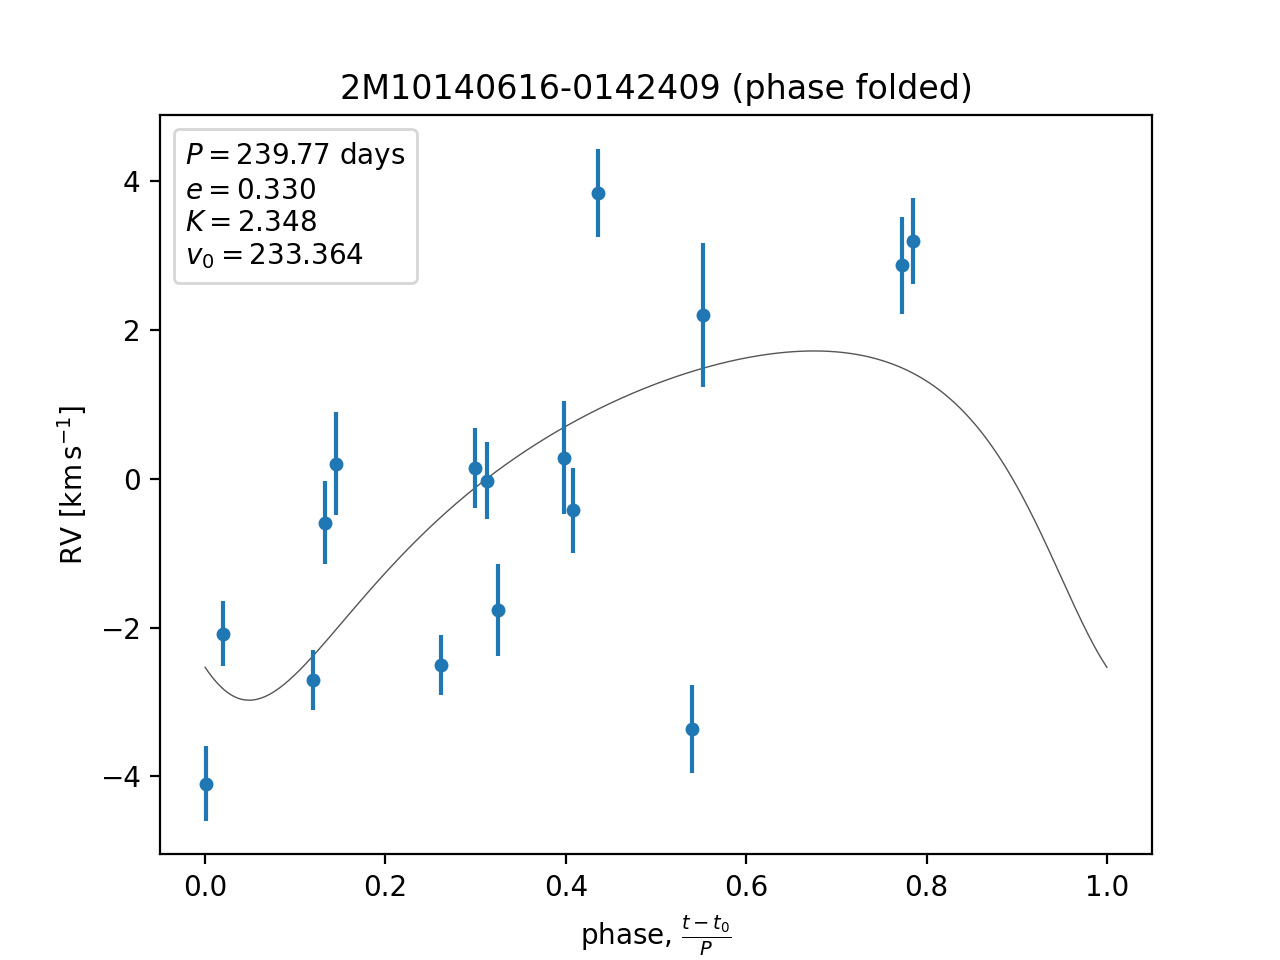 2M10140616-0142409 (phase folded)
P = 239.77 days
e = 0.330
K = 2.348
v₀ = 233.364
4
2
0
−2
−4
RV [km s⁻¹]
0.0 0.2 0.4 0.6 0.8 1.0
phase, (t − t₀)/P